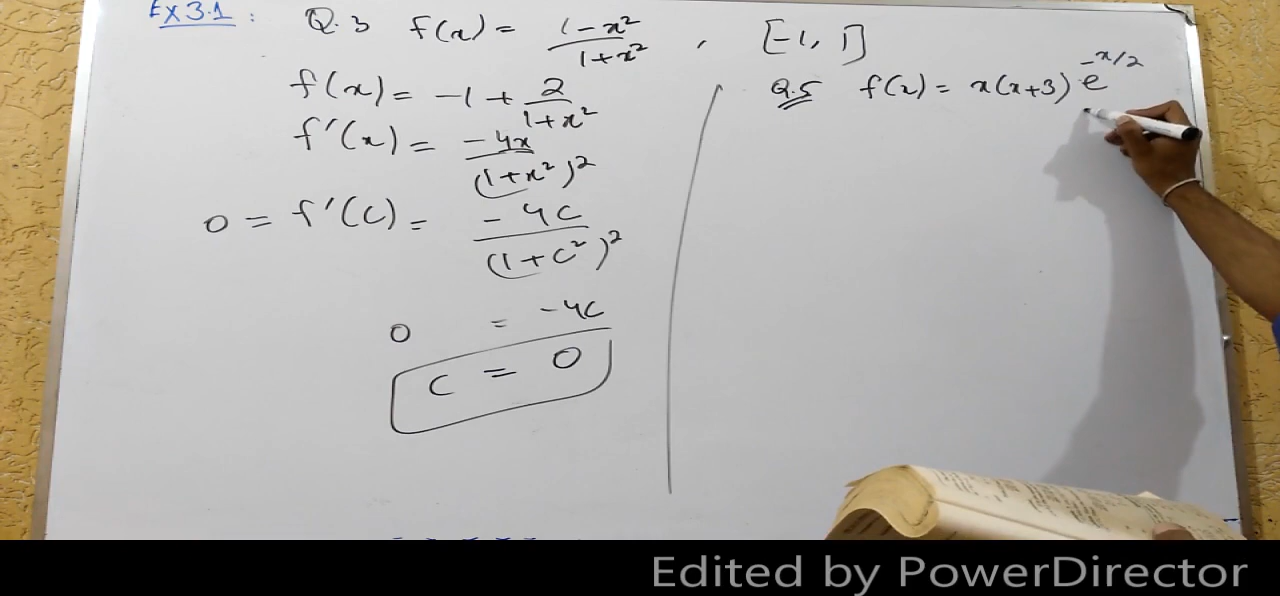 Ex 3.1 : Q.3 f(x) = (1-x²)/(1+x²) , [-1, 1]
f(x) = -1 + 2/(1+x²)
f'(x) = -4x/(1+x²)²
0 = f'(c) = -4c/(1+c²)²
0 = -4c
c = 0
Q.5 f(x) = x(x+3) e^(-x/2)
Edited by PowerDirector